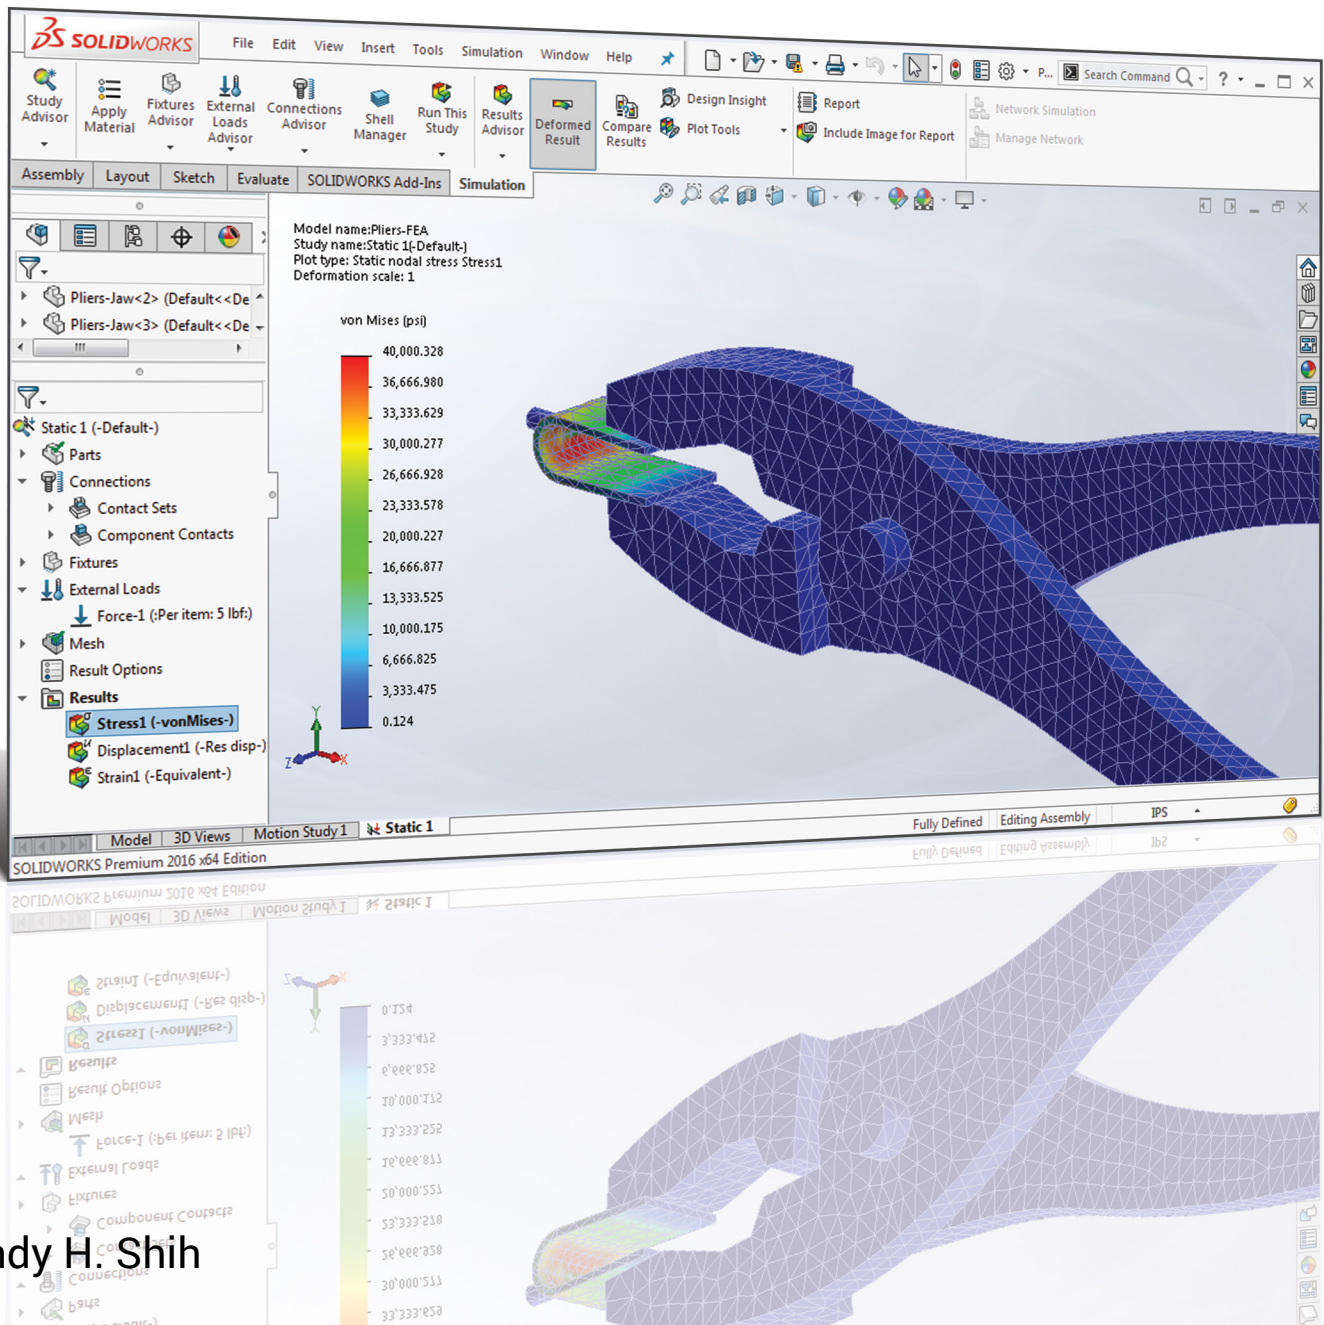 SOLIDWORKS
File Edit View Insert Tools Simulation Window Help
P... Search Command ?
Study Advisor
Apply Material
Fixtures Advisor
External Loads Advisor
Connections Advisor
Shell Manager
Run This Study
Results Advisor
Deformed Result
Compare Results
Design Insight
Plot Tools
Report
Include Image for Report
Network Simulation
Manage Network
Assembly Layout Sketch Evaluate SOLIDWORKS Add-Ins Simulation
Pliers-Jaw<2> (Default<<De
Pliers-Jaw<3> (Default<<De
Static 1 (-Default-)
Parts
Connections
Contact Sets
Component Contacts
Fixtures
External Loads
Force-1 (:Per item: 5 lbf:)
Mesh
Result Options
Results
Stress1 (-vonMises-)
Displacement1 (-Res disp-)
Strain1 (-Equivalent-)
Model name:Pliers-FEA
Study name:Static 1(-Default-)
Plot type: Static nodal stress Stress1
Deformation scale: 1
von Mises (psi)
40,000.328
36,666.980
33,333.629
30,000.277
26,666.928
23,333.578
20,000.227
16,666.877
13,333.525
10,000.175
6,666.825
3,333.475
0.124
Y
Z X
Model 3D Views Motion Study 1 Static 1
Fully Defined Editing Assembly IPS
SOLIDWORKS Premium 2016 x64 Edition
ndy H. Shih